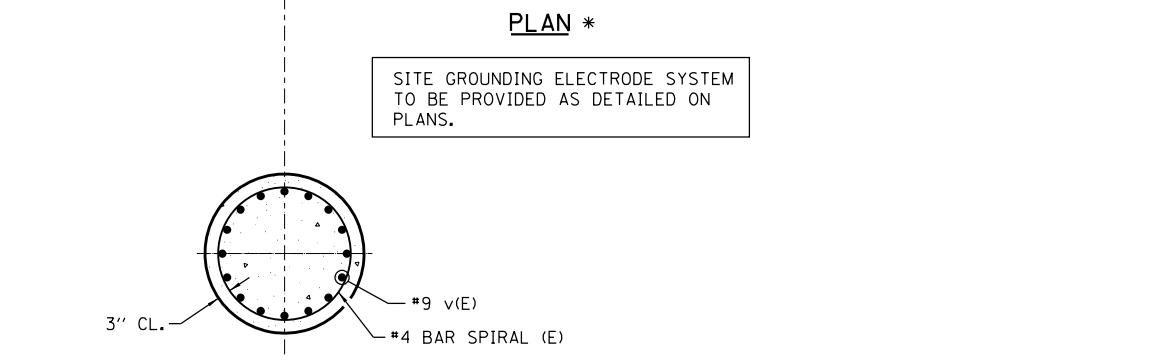 PLAN *
SITE GROUNDING ELECTRODE SYSTEM
TO BE PROVIDED AS DETAILED ON
PLANS.
#9 v(E)
3" CL.
#4 BAR SPIRAL (E)